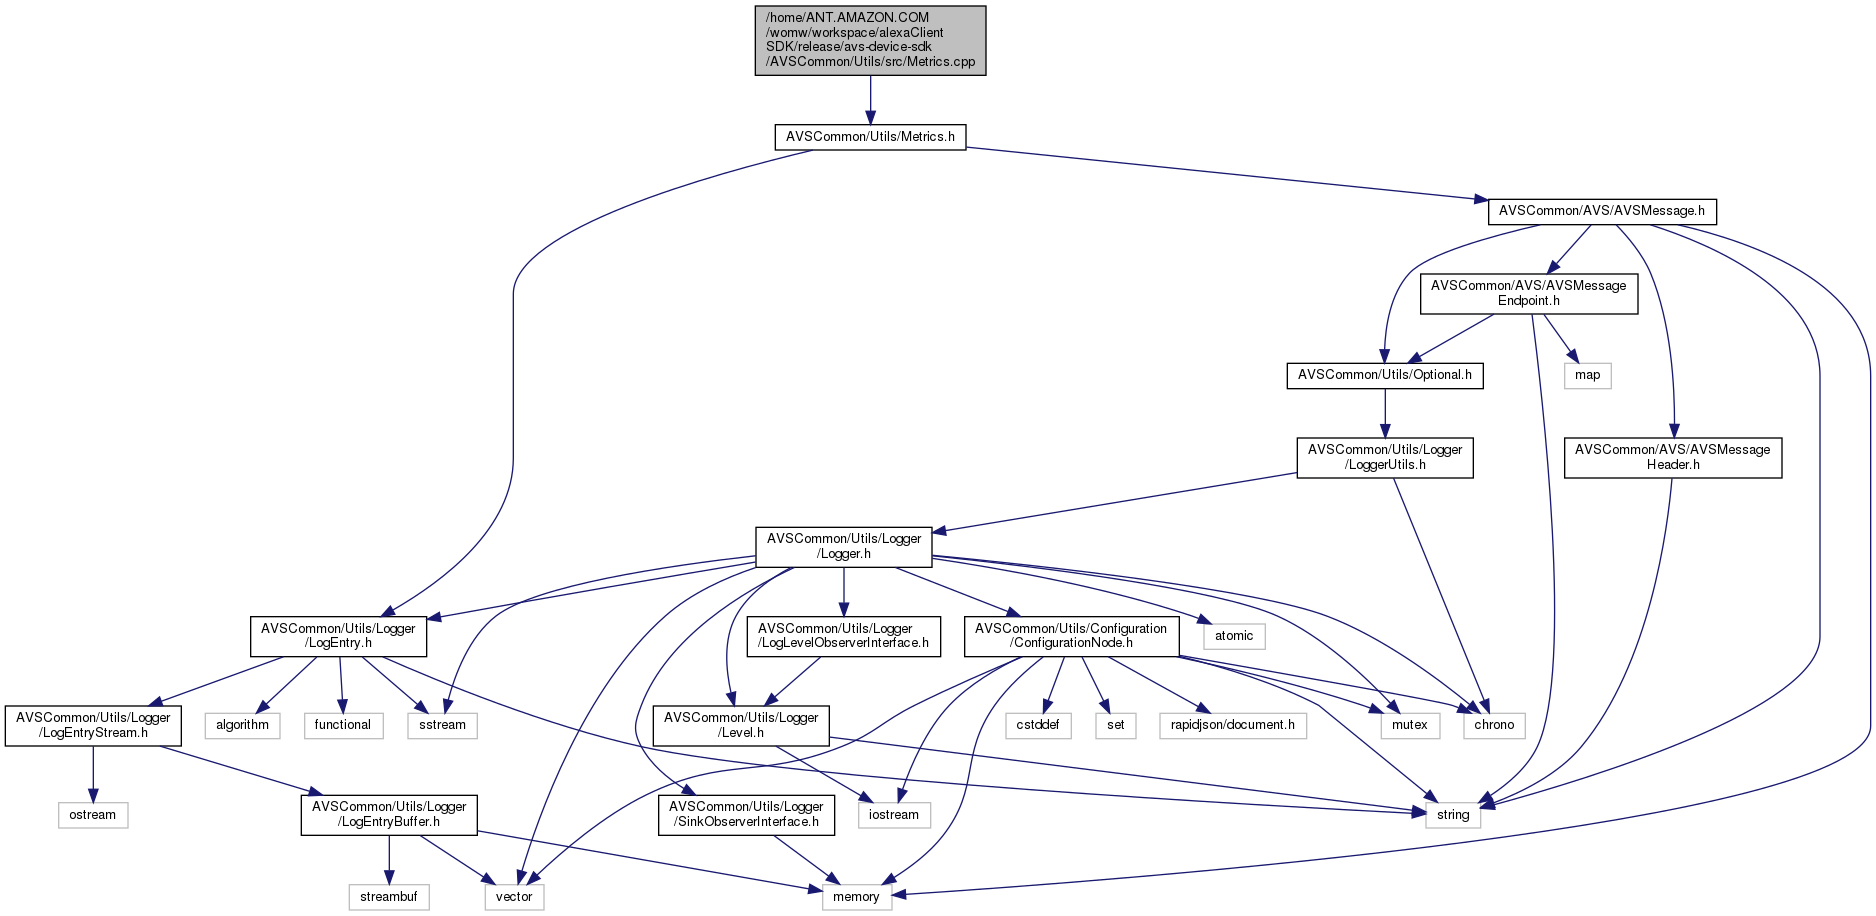 /home/ANT.AMAZON.COM
/womw/workspace/alexaClient
SDK/release/avs-device-sdk
/AVSCommon/Utils/src/Metrics.cpp
AVSCommon/Utils/Metrics.h
AVSCommon/AVS/AVSMessage.h
AVSCommon/AVS/AVSMessage
Endpoint.h
AVSCommon/Utils/Optional.h
map
AVSCommon/Utils/Logger
/LoggerUtils.h
AVSCommon/AVS/AVSMessage
Header.h
AVSCommon/Utils/Logger
/Logger.h
AVSCommon/Utils/Logger
/LogEntry.h
AVSCommon/Utils/Logger
/LogLevelObserverInterface.h
AVSCommon/Utils/Configuration
/ConfigurationNode.h
atomic
AVSCommon/Utils/Logger
/LogEntryStream.h
algorithm
functional
sstream
AVSCommon/Utils/Logger
/Level.h
cstddef
set
rapidjson/document.h
mutex
chrono
ostream
AVSCommon/Utils/Logger
/LogEntryBuffer.h
AVSCommon/Utils/Logger
/SinkObserverInterface.h
iostream
string
streambuf
vector
memory